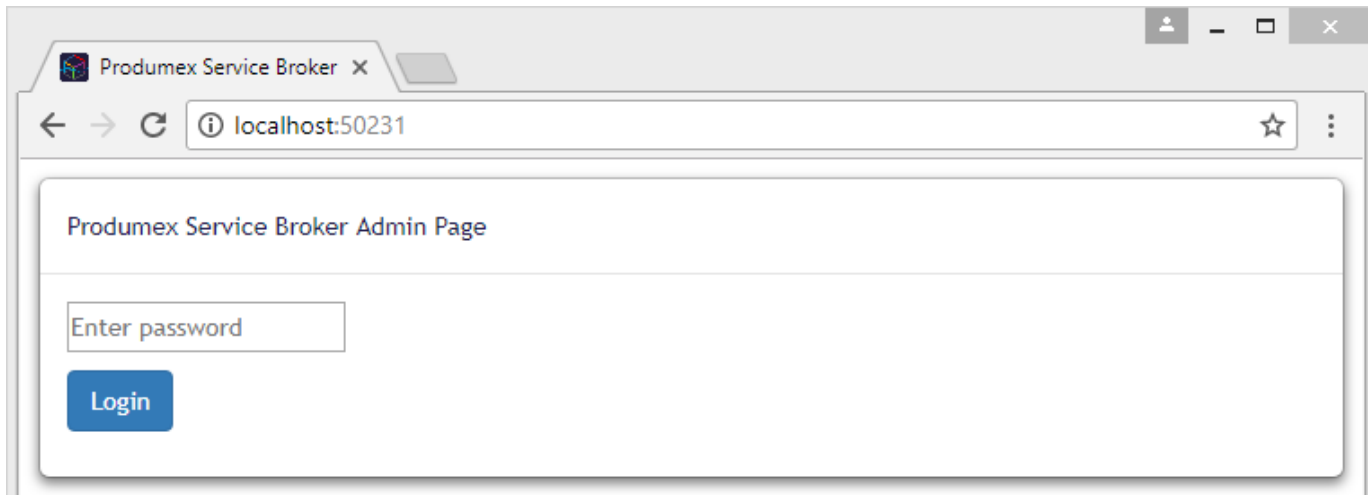 Produmex Service Broker
localhost:50231
Produmex Service Broker Admin Page
Enter password
Login